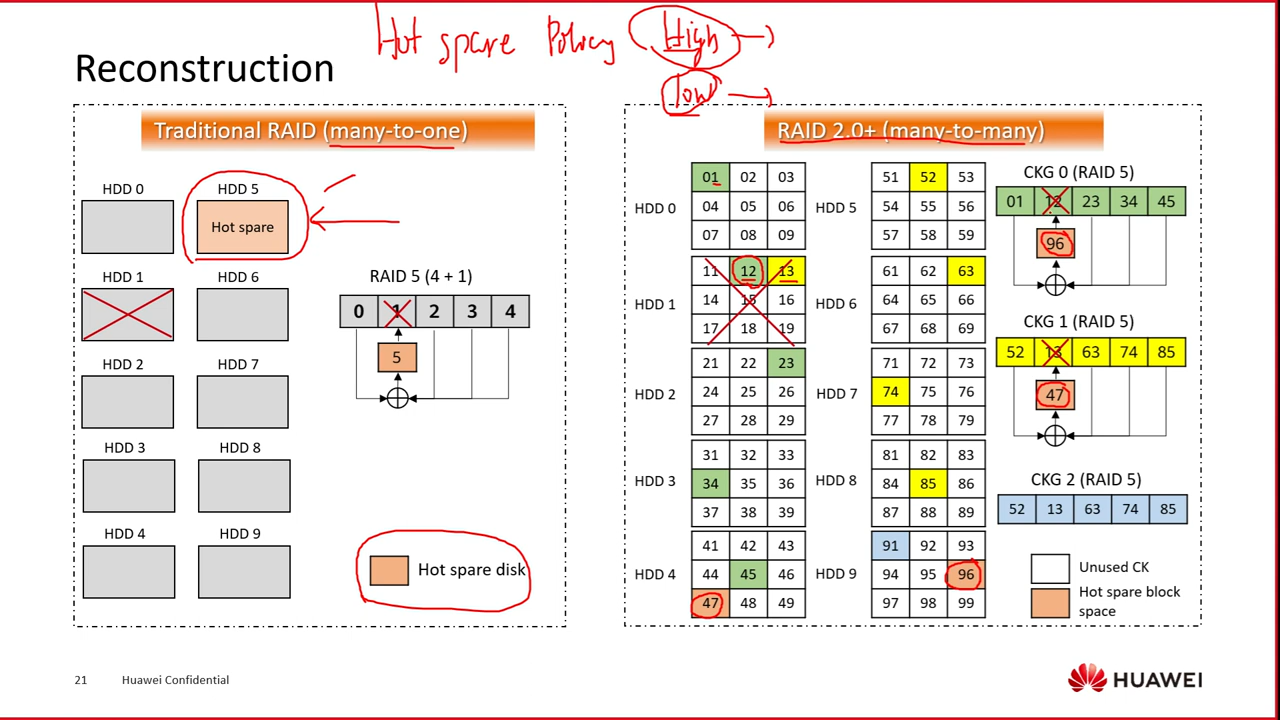 Hot spare Policy High
low
Reconstruction
Traditional RAID (many-to-one)
HDD 0
HDD 5
Hot spare
HDD 1
HDD 6
HDD 2
HDD 7
HDD 3
HDD 8
HDD 4
HDD 9
RAID 5 (4 + 1)
0 1 2 3 4
5
Hot spare disk
RAID 2.0+ (many-to-many)
HDD 0
01 02 03
04 05 06
07 08 09
HDD 1
11 12 13
14 15 16
17 18 19
HDD 2
21 22 23
24 25 26
27 28 29
HDD 3
31 32 33
34 35 36
37 38 39
HDD 4
41 42 43
44 45 46
47 48 49
HDD 5
51 52 53
54 55 56
57 58 59
HDD 6
61 62 63
64 65 66
67 68 69
HDD 7
71 72 73
74 75 76
77 78 79
HDD 8
81 82 83
84 85 86
87 88 89
HDD 9
91 92 93
94 95 96
97 98 99
CKG 0 (RAID 5)
01 12 23 34 45
96
CKG 1 (RAID 5)
52 13 63 74 85
47
CKG 2 (RAID 5)
52 13 63 74 85
Unused CK
Hot spare block
space
21 Huawei Confidential
HUAWEI